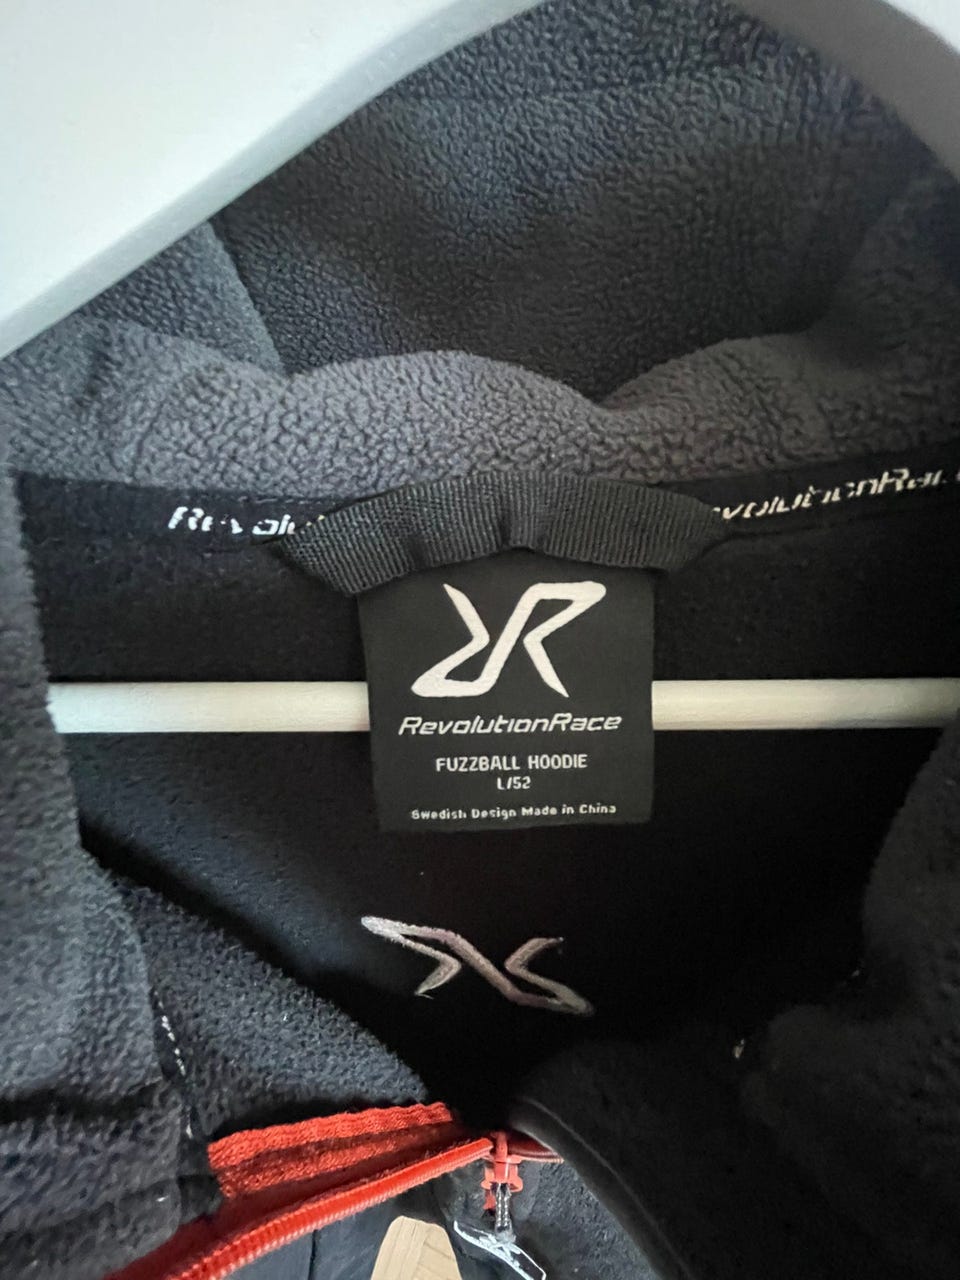 RevolutionRace
FUZZBALL HOODIE
L/52
Swedish Design Made in China